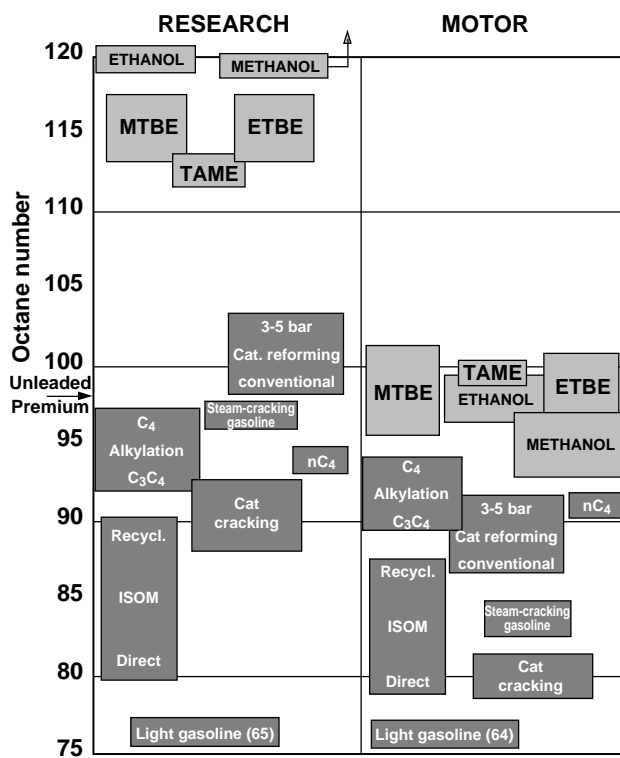 RESEARCH MOTOR
Octane number
120
115
110
105
100
Unleaded
Premium
95
90
85
80
75
ETHANOL
METHANOL
MTBE
ETBE
TAME
3-5 bar
Cat. reforming
conventional
Steam-cracking
gasoline
C4
Alkylation
C3C4
nC4
Cat
cracking
Recycl.
ISOM
Direct
Light gasoline (65)
MTBE
TAME
ETHANOL
ETBE
METHANOL
C4
Alkylation
C3C4
3-5 bar
Cat reforming
conventional
nC4
Recycl.
ISOM
Direct
Steam-cracking
gasoline
Cat
cracking
Light gasoline (64)